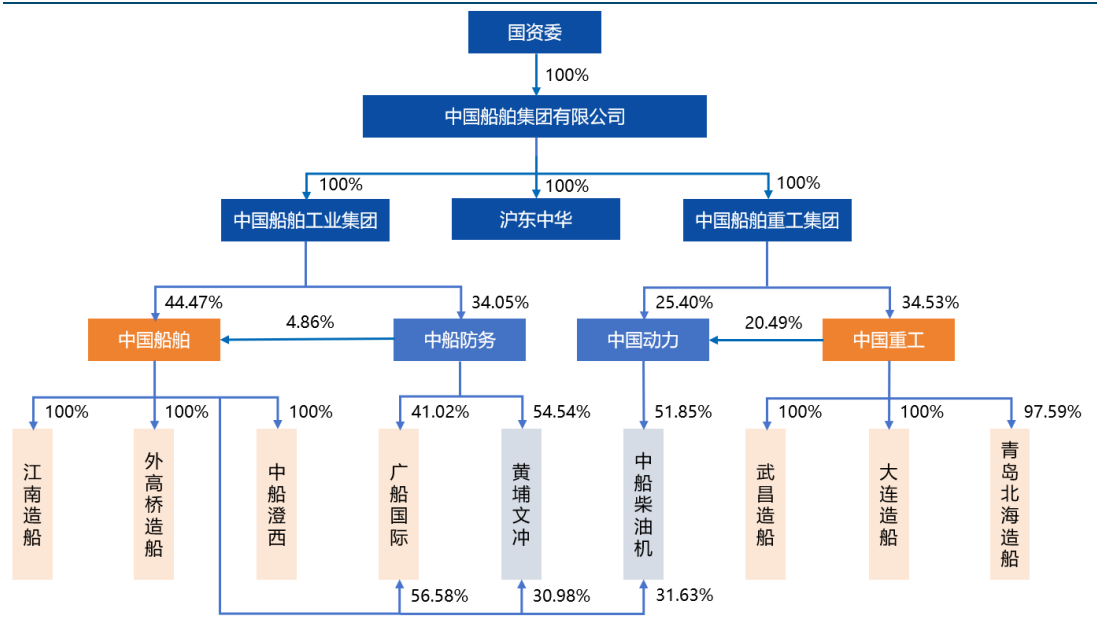 国资委
100%
中国船舶集团有限公司
100%
100%
100%
中国船舶工业集团
沪东中华
中国船舶重工集团
44.47%
34.05%
25.40%
34.53%
4.86%
20.49%
中国船舶
中船防务
中国动力
中国重工
100%
100%
100%
41.02%
54.54%
51.85%
100%
100%
97.59%
江南造船
外高桥造船
中船澄西
广船国际
黄埔文冲
中船柴油机
武昌造船
大连造船
青岛北海造船
56.58%
30.98%
31.63%